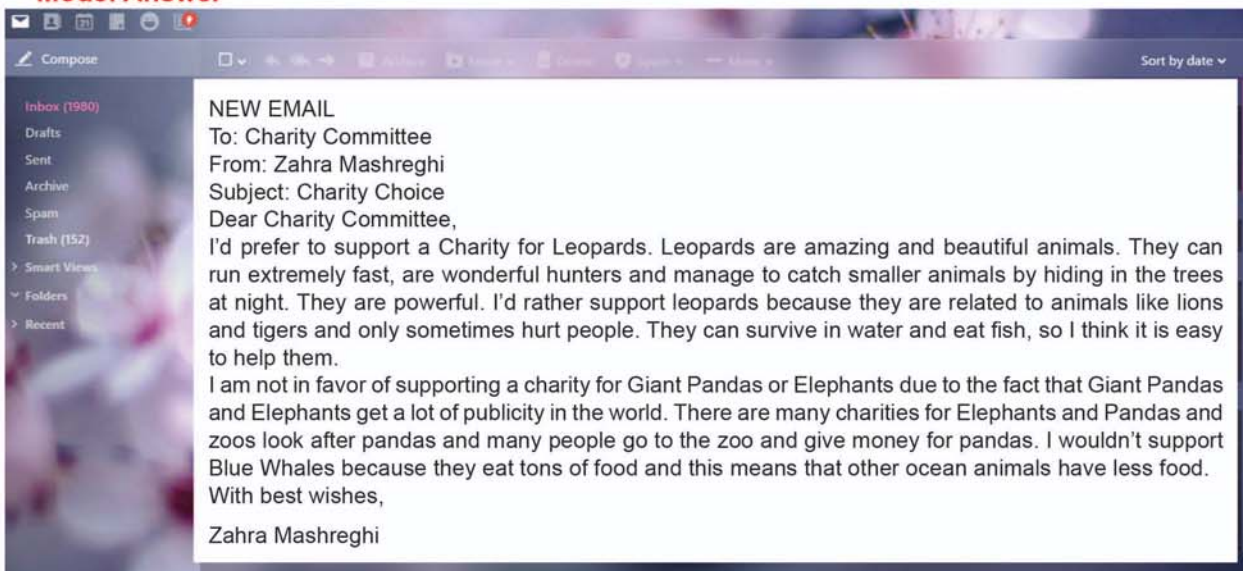 Compose
Sort by date
Inbox (1980)
Drafts
Sent
Archive
Spam
Trash (152)
Smart Views
Folders
Recent
NEW EMAIL
To: Charity Committee
From: Zahra Mashreghi
Subject: Charity Choice
Dear Charity Committee,
I'd prefer to support a Charity for Leopards. Leopards are amazing and beautiful animals. They can
run extremely fast, are wonderful hunters and manage to catch smaller animals by hiding in the trees
at night. They are powerful. I'd rather support leopards because they are related to animals like lions
and tigers and only sometimes hurt people. They can survive in water and eat fish, so I think it is easy
to help them.
I am not in favor of supporting a charity for Giant Pandas or Elephants due to the fact that Giant Pandas
and Elephants get a lot of publicity in the world. There are many charities for Elephants and Pandas and
zoos look after pandas and many people go to the zoo and give money for pandas. I wouldn't support
Blue Whales because they eat tons of food and this means that other ocean animals have less food.
With best wishes,
Zahra Mashreghi